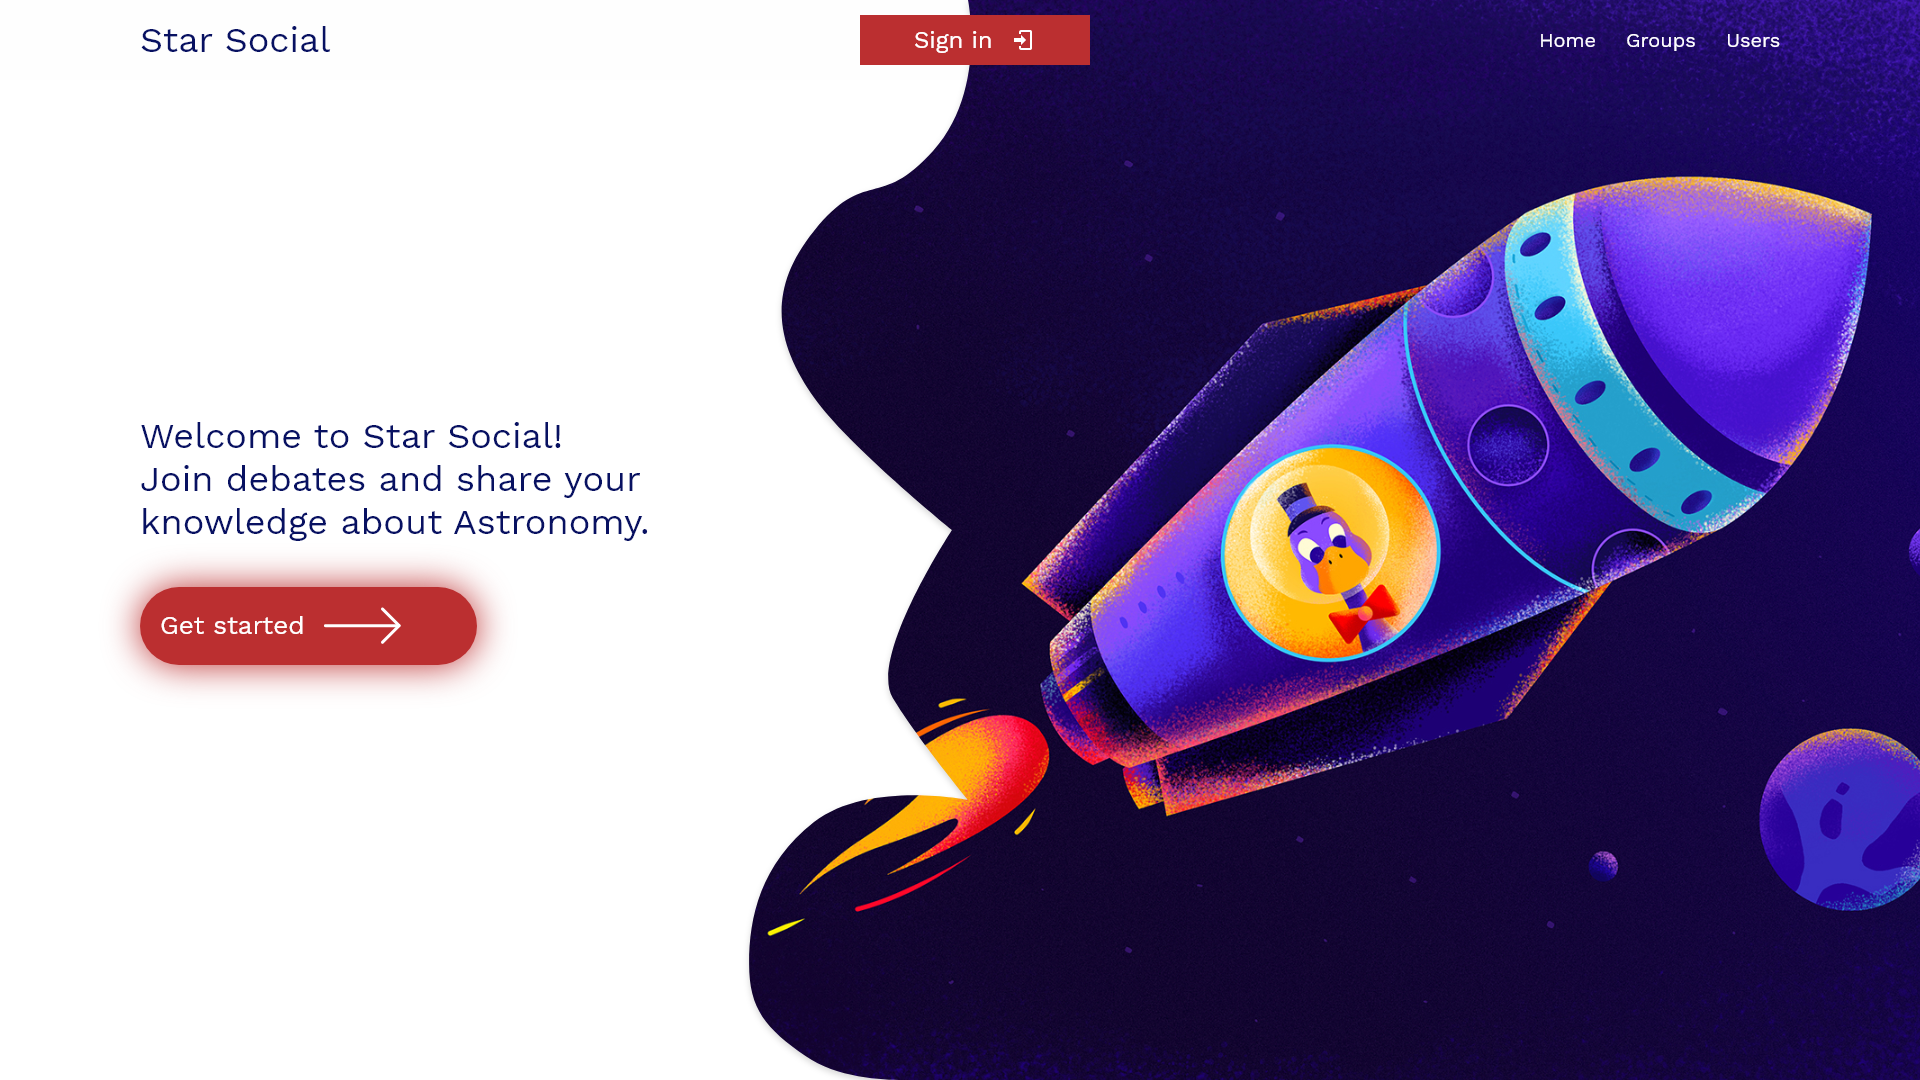 Star Social
Sign in
Home Groups Users
Welcome to Star Social!
Join debates and share your
knowledge about Astronomy.
Get started